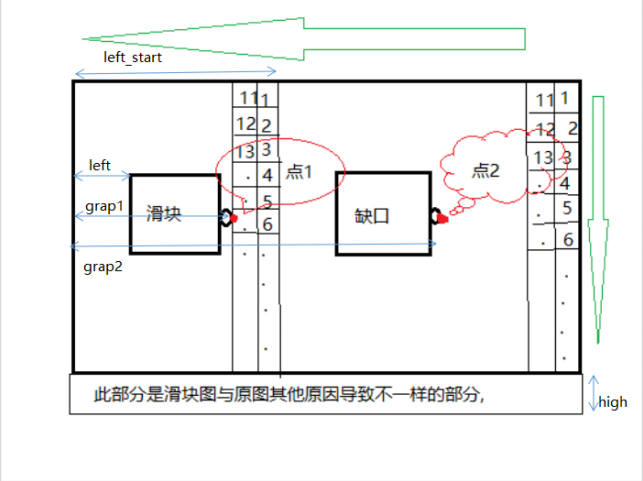 left_start
11 1 11 1
12 2 12 2
13 3 13 3
. 4 点1 点2 . 4
left
. 5 . 5
grap1 滑块 . 6 缺口 . 6
grap2
此部分是滑块图与原图其他原因导致不一样的部分,
high